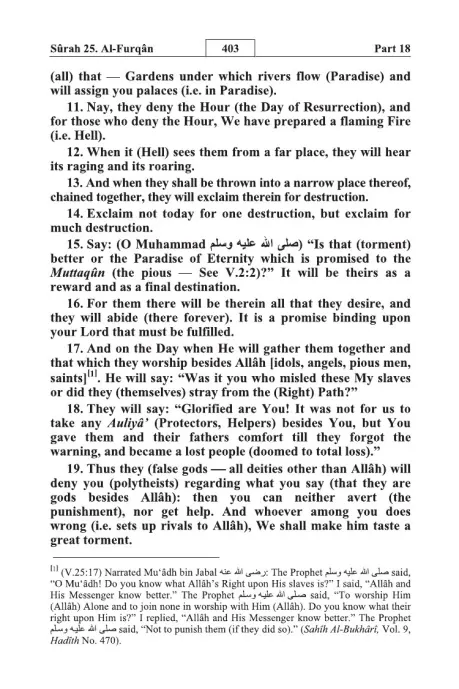 Sûrah 25. Al-Furqân 403 Part 18
(all) that — Gardens under which rivers flow (Paradise) and
will assign you palaces (i.e. in Paradise).
11. Nay, they deny the Hour (the Day of Resurrection), and
for those who deny the Hour, We have prepared a flaming Fire
(i.e. Hell).
12. When it (Hell) sees them from a far place, they will hear
its raging and its roaring.
13. And when they shall be thrown into a narrow place thereof,
chained together, they will exclaim therein for destruction.
14. Exclaim not today for one destruction, but exclaim for
much destruction.
15. Say: (O Muhammad صلى الله عليه وسلم) “Is that (torment)
better or the Paradise of Eternity which is promised to the
Muttaqûn (the pious — See V.2:2)?” It will be theirs as a
reward and as a final destination.
16. For them there will be therein all that they desire, and
they will abide (there forever). It is a promise binding upon
your Lord that must be fulfilled.
17. And on the Day when He will gather them together and
that which they worship besides Allâh [idols, angels, pious men,
saints][1]. He will say: “Was it you who misled these My slaves
or did they (themselves) stray from the (Right) Path?”
18. They will say: “Glorified are You! It was not for us to
take any Auliyâ’ (Protectors, Helpers) besides You, but You
gave them and their fathers comfort till they forgot the
warning, and became a lost people (doomed to total loss).”
19. Thus they (false gods — all deities other than Allâh) will
deny you (polytheists) regarding what you say (that they are
gods besides Allâh): then you can neither avert (the
punishment), nor get help. And whoever among you does
wrong (i.e. sets up rivals to Allâh), We shall make him taste a
great torment.
[1] (V.25:17) Narrated Mu‘âdh bin Jabal رضى الله عنه: The Prophet صلى الله عليه وسلم said,
“O Mu‘âdh! Do you know what Allâh’s Right upon His slaves is?” I said, “Allâh and
His Messenger know better.” The Prophet صلى الله عليه وسلم said, “To worship Him
(Allâh) Alone and to join none in worship with Him (Allâh). Do you know what their
right upon Him is?” I replied, “Allâh and His Messenger know better.” The Prophet
صلى الله عليه وسلم said, “Not to punish them (if they did so).” (Sahîh Al-Bukhârî, Vol. 9,
Hadîth No. 470).